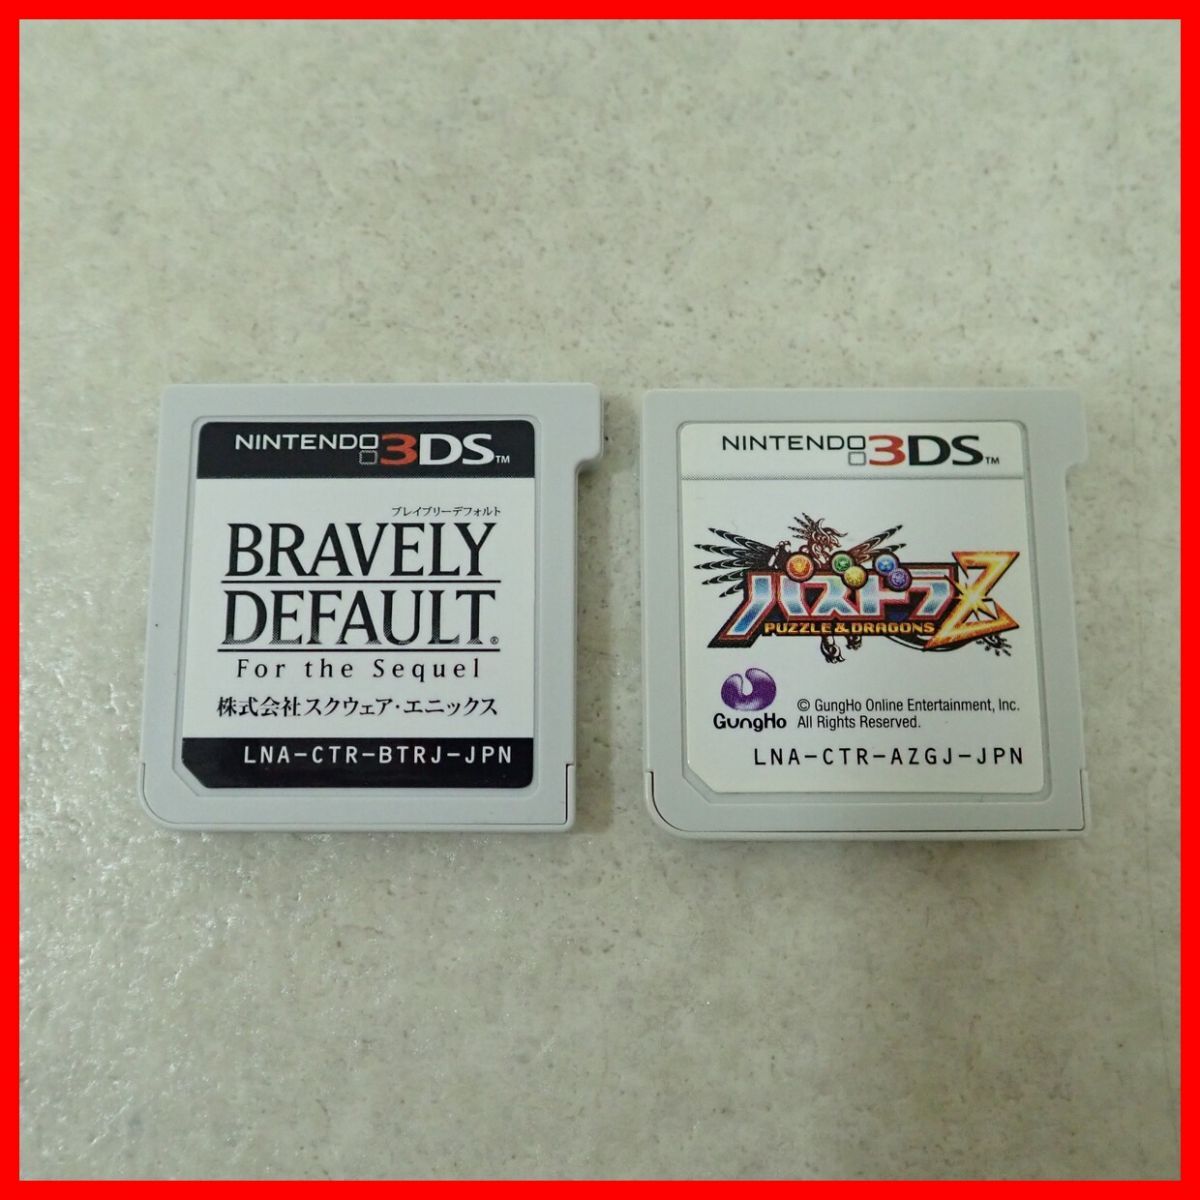 NINTENDO 3DS™
ブレイブリーデフォルト
BRAVELY
DEFAULT®
For the Sequel
株式会社スクウェア・エニックス
LNA-CTR-BTRJ-JPN
NINTENDO 3DS™
パズドラZ
PUZZLE & DRAGONS
GungHo
© GungHo Online Entertainment, Inc.
All Rights Reserved.
LNA-CTR-AZGJ-JPN